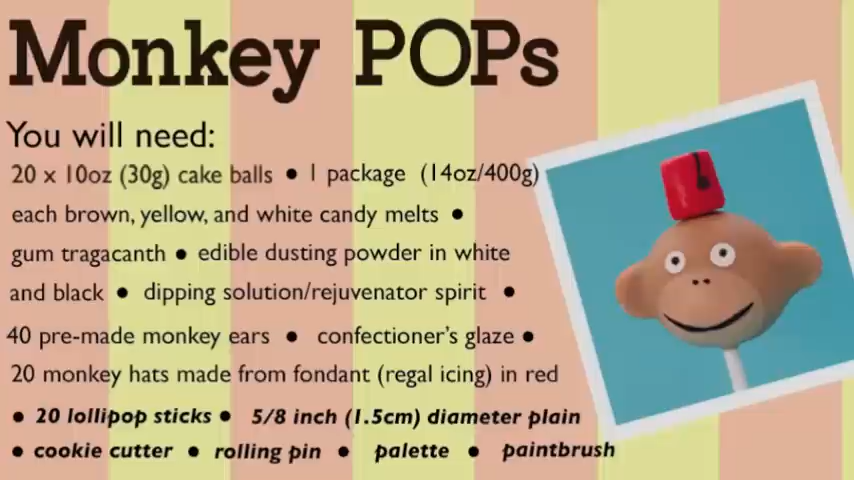 Monkey POPs
You will need:
20 x 10oz (30g) cake balls • 1 package (14oz/400g)
each brown, yellow, and white candy melts •
gum tragacanth • edible dusting powder in white
and black • dipping solution/rejuvenator spirit •
40 pre-made monkey ears • confectioner's glaze •
20 monkey hats made from fondant (regal icing) in red
• 20 lollipop sticks • 5/8 inch (1.5cm) diameter plain
• cookie cutter • rolling pin • palette • paintbrush